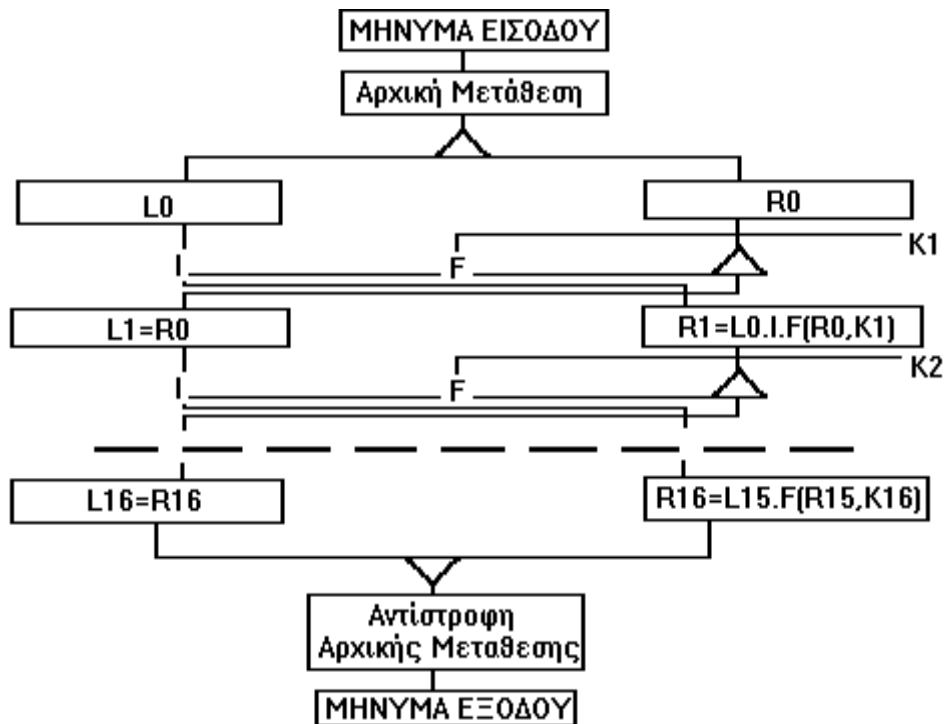 ΜΗΝΥΜΑ ΕΙΣΟΔΟΥ
Αρχική Μετάθεση
L0
R0
K1
F
L1=R0
R1=L0.I.F(R0,K1)
K2
F
L16=R16
R16=L15.F(R15,K16)
Αντίστροφη
Αρχικής Μεταθεσης
ΜΗΝΥΜΑ ΕΞΟΔΟΥ